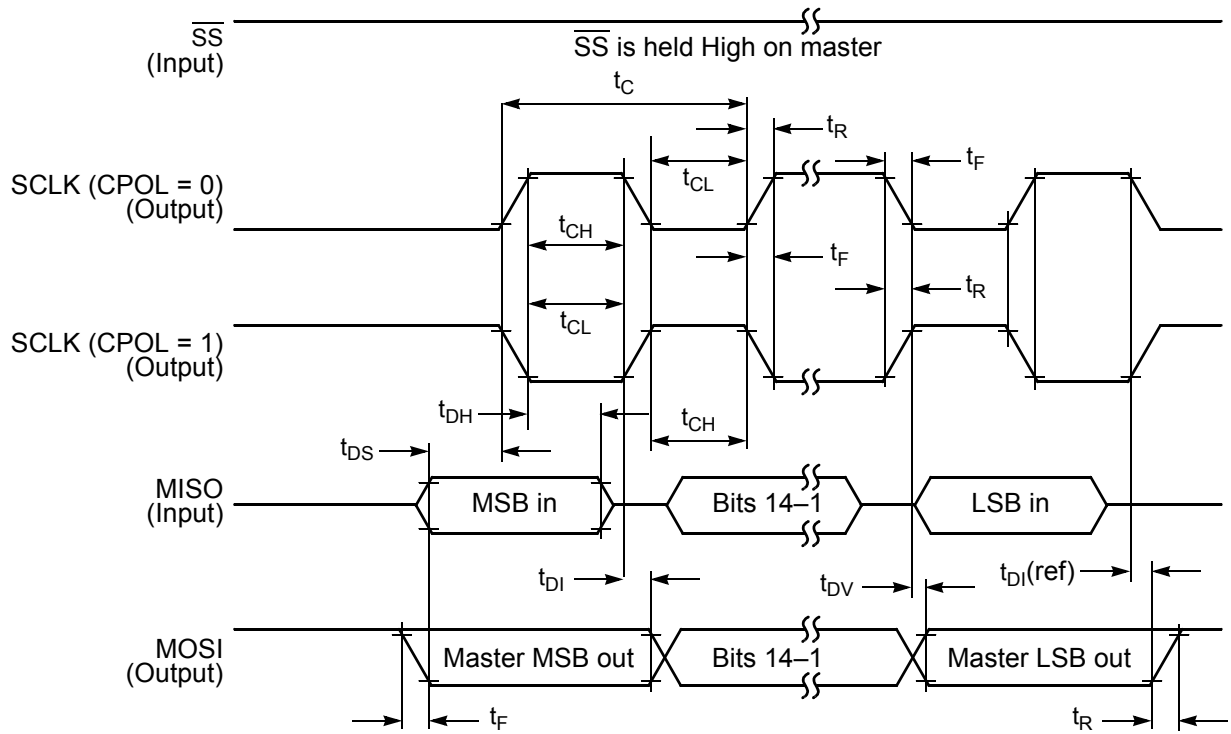 SS
(Input)
SS is held High on master
tC
tR
tF
tCL
SCLK (CPOL = 0)
(Output)
tCH
tF
tR
tCL
SCLK (CPOL = 1)
(Output)
tDH
tCH
tDS
MISO
(Input)
MSB in
Bits 14–1
LSB in
tDI
tDV
tDI(ref)
MOSI
(Output)
Master MSB out
Bits 14–1
Master LSB out
tF
tR